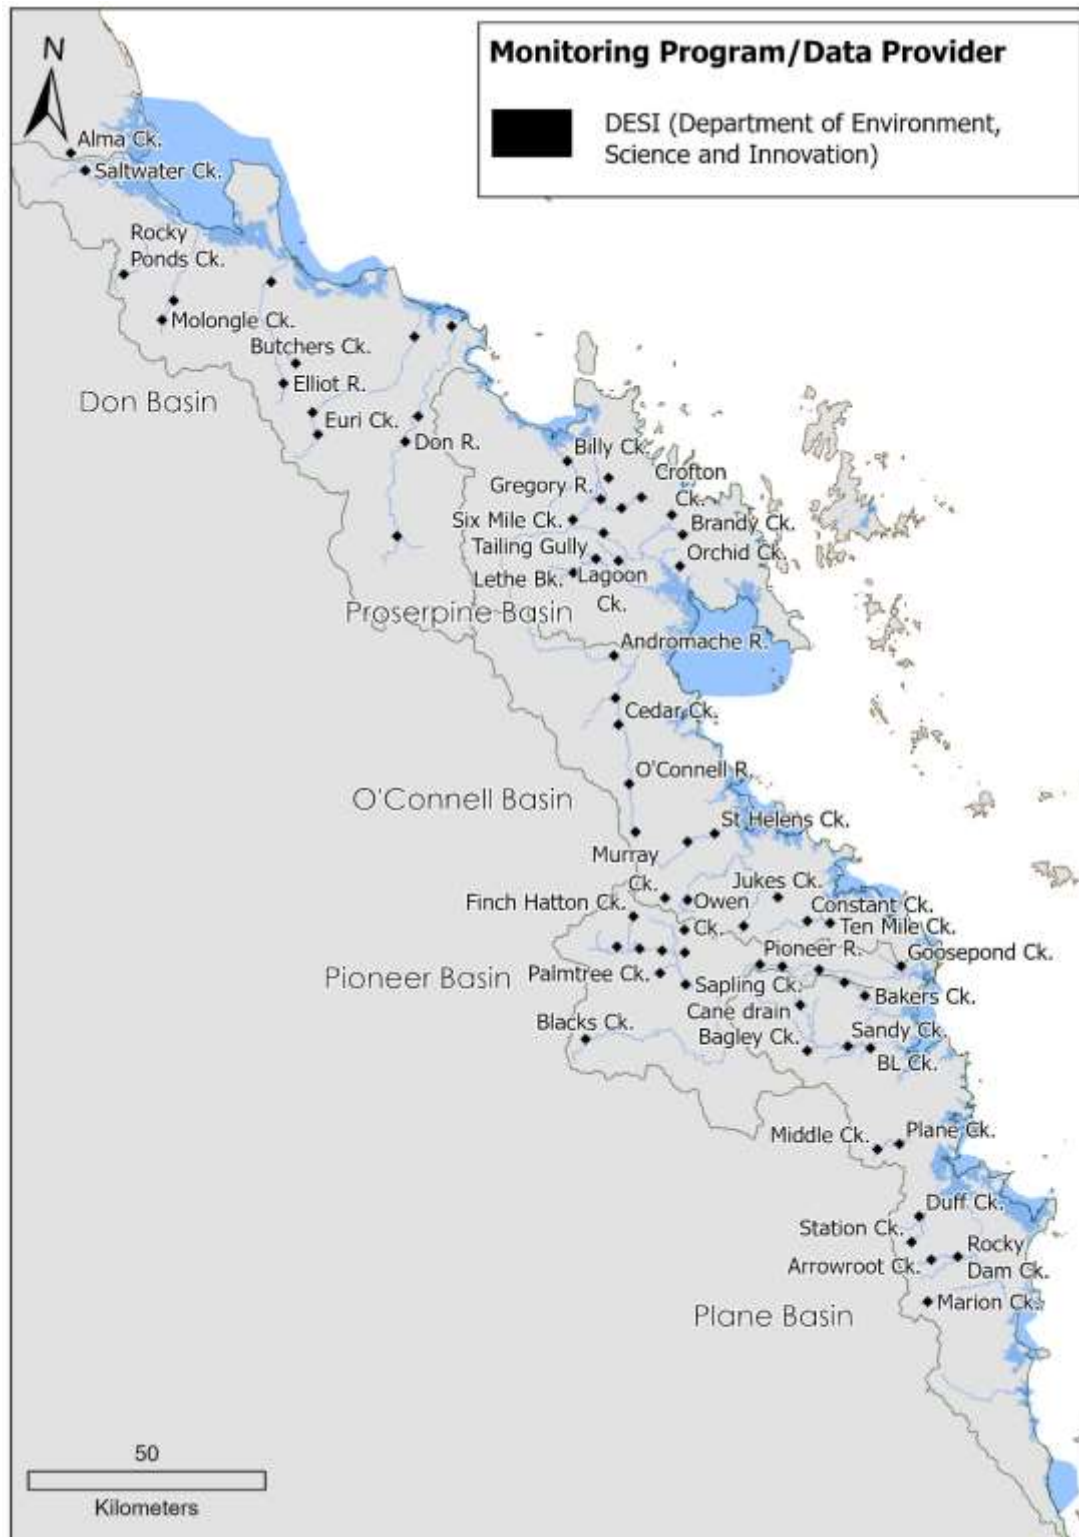 Monitoring Program/Data Provider
DESI (Department of Environment,
Science and Innovation)
N
Alma Ck.
Saltwater Ck.
Rocky
Ponds Ck.
Molongle Ck.
Butchers Ck.
Elliot R.
Don Basin
Euri Ck.
Don R.
Billy Ck.
Crofton
Ck.
Gregory R.
Six Mile Ck.
Brandy Ck.
Tailing Gully
Orchid Ck.
Lethe Bk.
Lagoon
Ck.
Proserpine Basin
Andromache R.
Cedar Ck.
O'Connell R.
O'Connell Basin
St Helens Ck.
Murray
Ck.
Jukes Ck.
Finch Hatton Ck.
Owen
Ck.
Constant Ck.
Ten Mile Ck.
Pioneer R.
Goosepond Ck.
Pioneer Basin
Palmtree Ck.
Sapling Ck.
Bakers Ck.
Cane drain
Blacks Ck.
Bagley Ck.
Sandy Ck.
BL Ck.
Middle Ck.
Plane Ck.
Duff Ck.
Station Ck.
Rocky
Dam Ck.
Arrowroot Ck.
Marion Ck.
Plane Basin
50
Kilometers